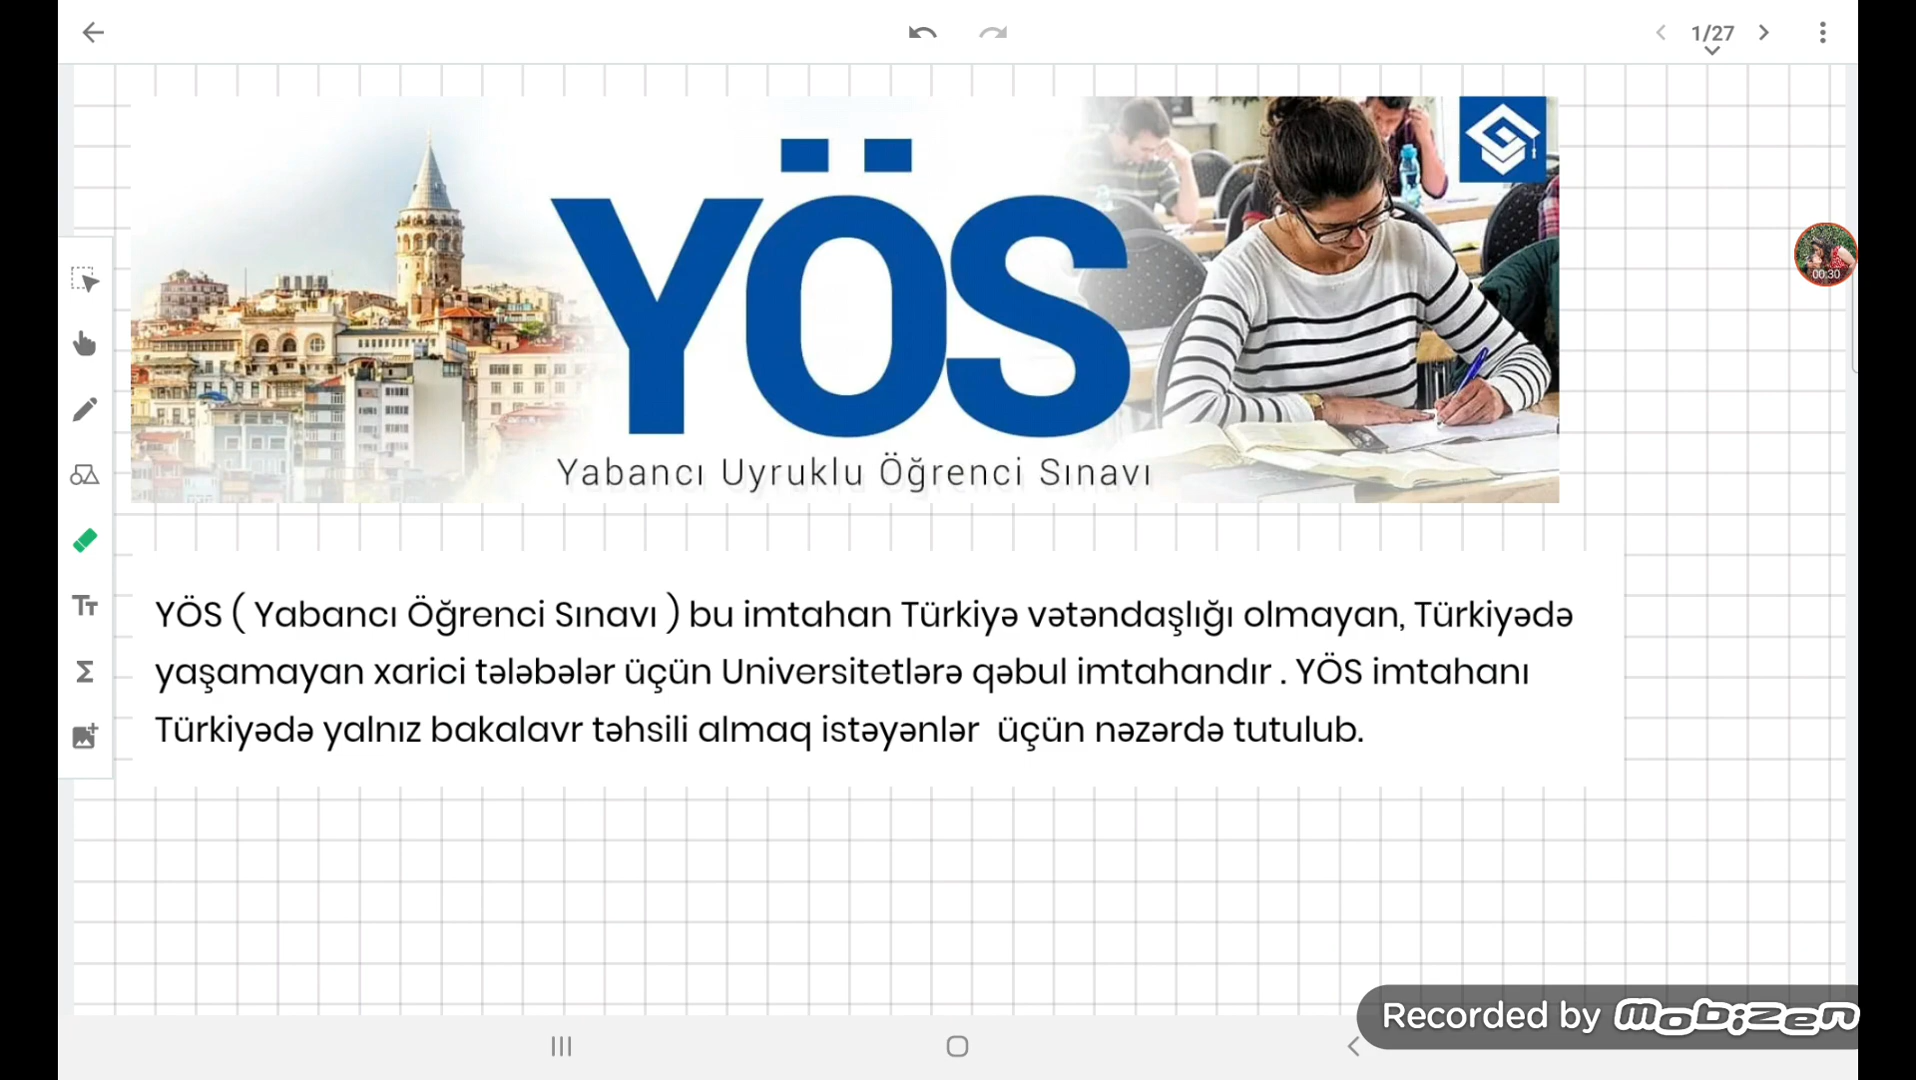 1/27
YÖS
Yabancı Uyruklu Öğrenci Sınavı
00:30
YÖS ( Yabancı Öğrenci Sınavı ) bu imtahan Türkiyə vətəndaşlığı olmayan, Türkiyədə
yaşamayan xarici tələbələr üçün Universitetlərə qəbul imtahandır . YÖS imtahanı
Türkiyədə yalnız bakalavr təhsili almaq istəyənlər  üçün nəzərdə tutulub.
Recorded by mobizen